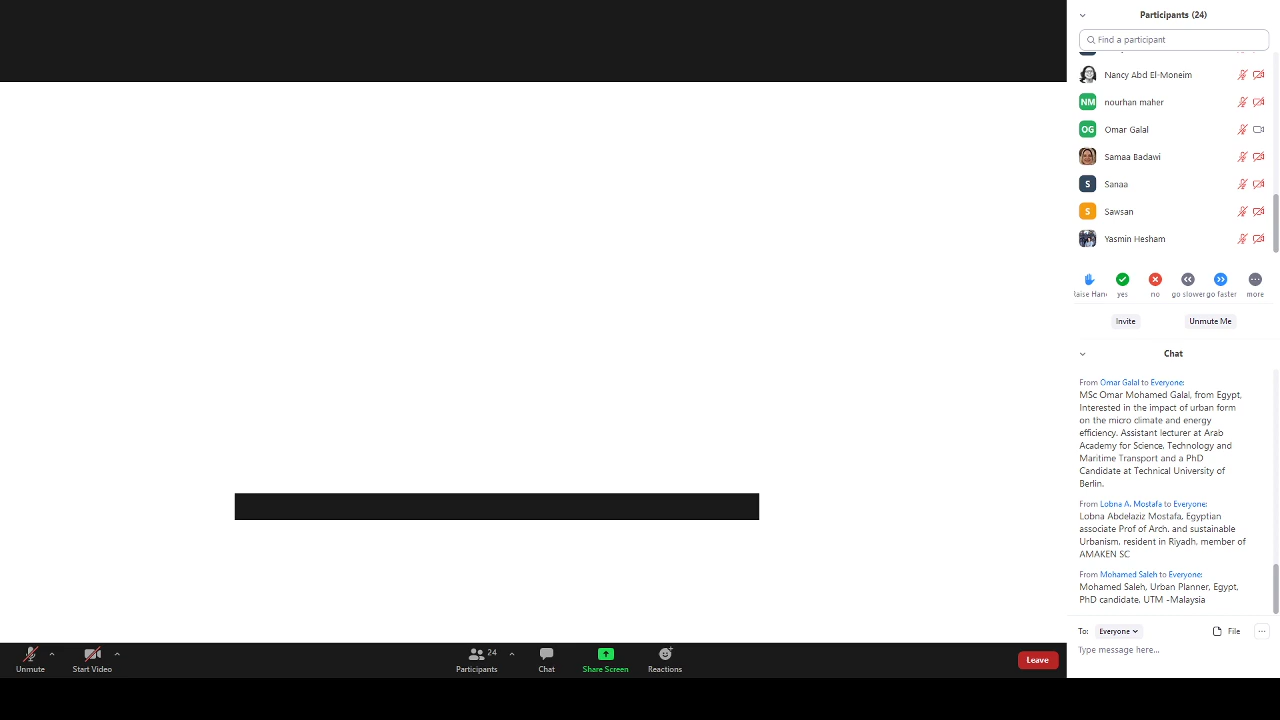 Participants (24)
Find a participant
Nancy Abd El-Moneim
NM nourhan maher
OG Omar Galal
Samaa Badawi
S Sanaa
S Sawsan
Yasmin Hesham
yes no go slower go faster more
Invite Unmute Me
Chat
From Omar Galal to Everyone:
MSc Omar Mohamed Galal, from Egypt,
Interested in the impact of urban form
on the micro climate and energy
efficiency. Assistant lecturer at Arab
Academy for Science, Technology and
Maritime Transport and a PhD
Candidate at Technical University of
Berlin.
From Lobna A. Mostafa to Everyone:
Lobna Abdelaziz Mostafa, Egyptian
associate Prof of Arch. and sustainable
Urbanism, resident in Riyadh, member of
AMAKEN SC
From Mohamed Saleh to Everyone:
Mohamed Saleh, Urban Planner, Egypt,
PhD candidate, UTM -Malaysia
To: Everyone File
Type message here...
Unmute Start Video Participants 24 Chat Share Screen Reactions Leave